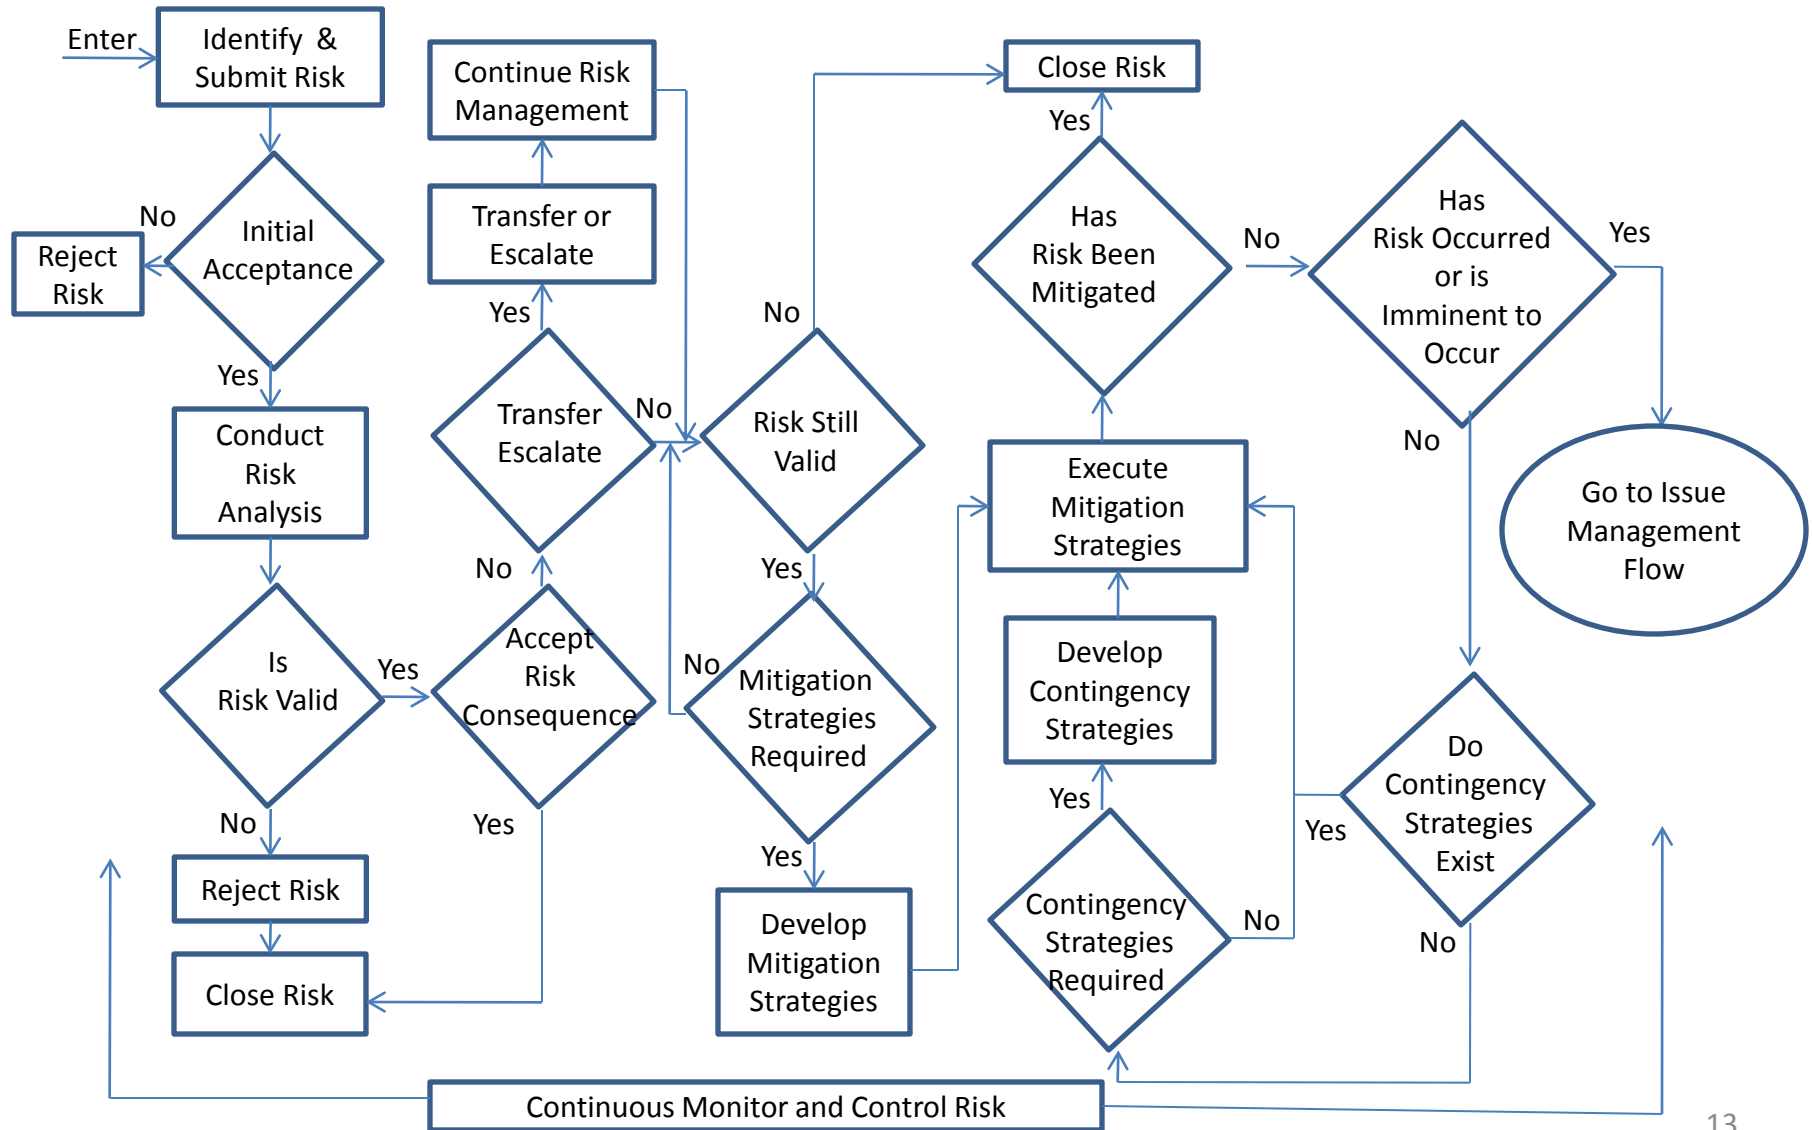 Enter
Identify &
Submit Risk
No
Initial
Acceptance
Reject
Risk
Yes
Conduct
Risk
Analysis
Is
Risk Valid
Yes
No
Reject Risk
Close Risk
Continue Risk
Management
Transfer or
Escalate
Yes
Transfer
Escalate
No
No
Accept
Risk
Consequence
Yes
No
Risk Still
Valid
Yes
No
Mitigation
Strategies
Required
Yes
Develop
Mitigation
Strategies
Close Risk
Yes
Has
Risk Been
Mitigated
No
Execute
Mitigation
Strategies
Develop
Contingency
Strategies
Yes
Contingency
Strategies
Required
No
Has
Risk Occurred
or is
Imminent to
Occur
Yes
No
Go to Issue
Management
Flow
Do
Contingency
Strategies
Exist
Yes
No
Continuous Monitor and Control Risk
13